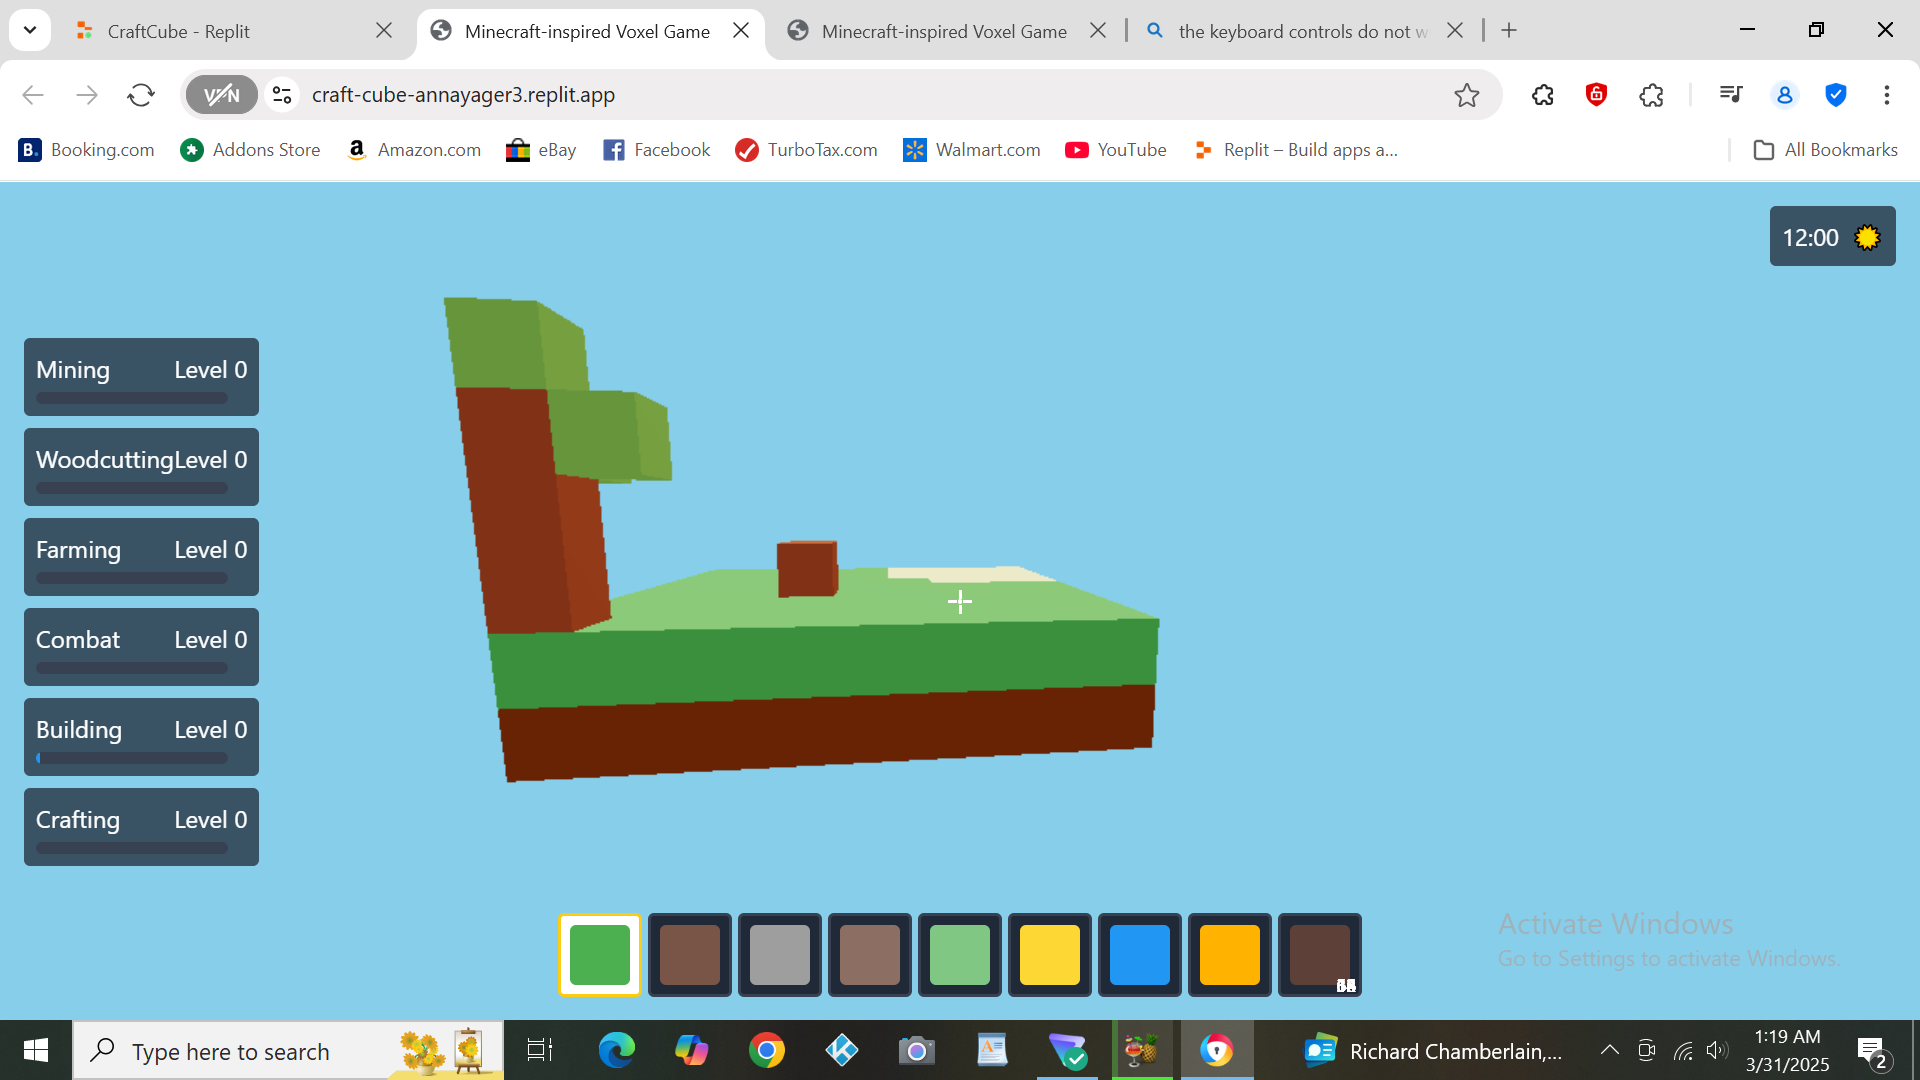 CraftCube - Replit
Minecraft-inspired Voxel Game
Minecraft-inspired Voxel Game
the keyboard controls do not w
VPN
craft-cube-annayager3.replit.app
B. Booking.com
Addons Store
a Amazon.com
eBay
Facebook
TurboTax.com
Walmart.com
YouTube
Replit – Build apps a...
All Bookmarks
12:00
Mining Level 0
Woodcutting Level 0
Farming Level 0
Combat Level 0
Building Level 0
Crafting Level 0
Activate Windows
Go to Settings to activate Windows.
Type here to search
Richard Chamberlain,...
1:19 AM
3/31/2025
2